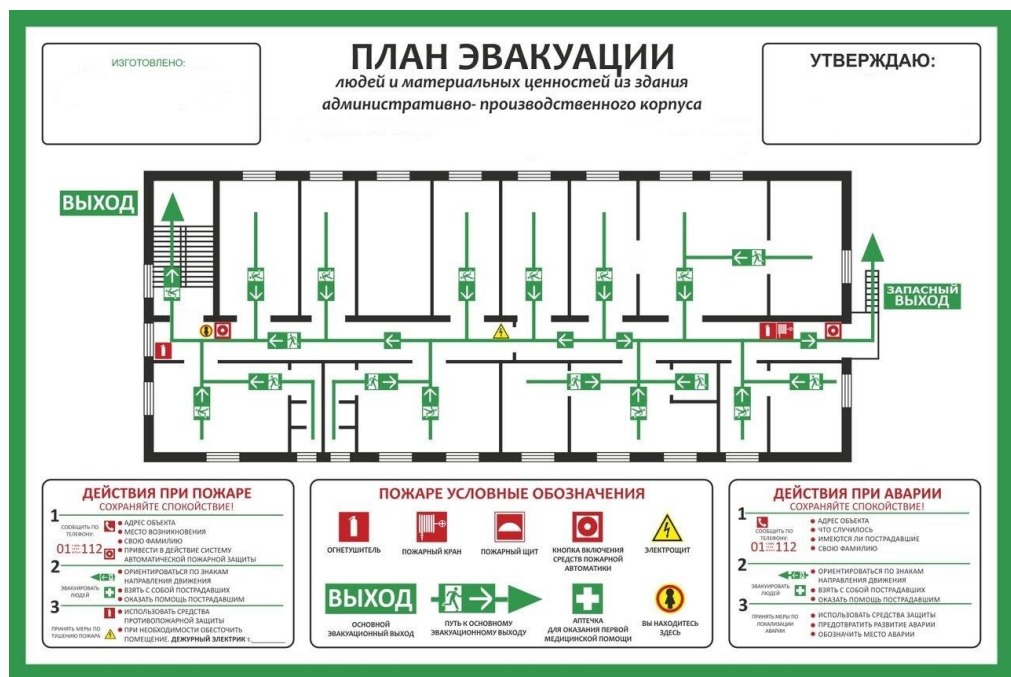 ИЗГОТОВЛЕНО:
ПЛАН ЭВАКУАЦИИ
людей и материальных ценностей из здания
административно- производственного корпуса
УТВЕРЖДАЮ:
ВЫХОД
ЗАПАСНЫЙ
ВЫХОД
ДЕЙСТВИЯ ПРИ ПОЖАРЕ
СОХРАНЯЙТЕ СПОКОЙСТВИЕ!
1
СООБЩИТЬ ПО
ТЕЛЕФОНУ:
01 112
АДРЕС ОБЪЕКТА
МЕСТО ВОЗНИКНОВЕНИЯ
СВОЮ ФАМИЛИЮ
ПРИВЕСТИ В ДЕЙСТВИЕ СИСТЕМУ
АВТОМАТИЧЕСКОЙ ПОЖАРНОЙ ЗАЩИТЫ
2
ЭВАКУИРОВАТЬ
ЛЮДЕЙ
ОРИЕНТИРОВАТЬСЯ ПО ЗНАКАМ
НАПРАВЛЕНИЯ ДВИЖЕНИЯ
ВЗЯТЬ С СОБОЙ ПОСТРАДАВШИХ
ОКАЗАТЬ ПОМОЩЬ ПОСТРАДАВШИМ
3
ПРИНЯТЬ МЕРЫ ПО
ТУШЕНИЮ ПОЖАРА
ИСПОЛЬЗОВАТЬ СРЕДСТВА
ПРОТИВОПОЖАРНОЙ ЗАЩИТЫ
ПРИ НЕОБХОДИМОСТИ ОБЕСТОЧИТЬ
ПОМЕЩЕНИЕ. ДЕЖУРНЫЙ ЭЛЕКТРИК т.__________
ПОЖАРЕ УСЛОВНЫЕ ОБОЗНАЧЕНИЯ
ОГНЕТУШИТЕЛЬ
ПОЖАРНЫЙ КРАН
ПОЖАРНЫЙ ЩИТ
КНОПКА ВКЛЮЧЕНИЯ
СРЕДСТВ ПОЖАРНОЙ
АВТОМАТИКИ
ЭЛЕКТРОЩИТ
ВЫХОД
ОСНОВНОЙ
ЭВАКУАЦИОННЫЙ ВЫХОД
ПУТЬ К ОСНОВНОМУ
ЭВАКУАЦИОННОМУ ВЫХОДУ
АПТЕЧКА
ДЛЯ ОКАЗАНИЯ ПЕРВОЙ
МЕДИЦИНСКОЙ ПОМОЩИ
ВЫ НАХОДИТЕСЬ
ЗДЕСЬ
ДЕЙСТВИЯ ПРИ АВАРИИ
СОХРАНЯЙТЕ СПОКОЙСТВИЕ!
1
СООБЩИТЬ ПО
ТЕЛЕФОНУ:
01 112
АДРЕС ОБЪЕКТА
ЧТО СЛУЧИЛОСЬ
ИМЕЮТСЯ ЛИ ПОСТРАДАВШИЕ
СВОЮ ФАМИЛИЮ
2
ЭВАКУИРОВАТЬ
ЛЮДЕЙ
ОРИЕНТИРОВАТЬСЯ ПО ЗНАКАМ
НАПРАВЛЕНИЯ ДВИЖЕНИЯ
ВЗЯТЬ С СОБОЙ ПОСТРАДАВШИХ
ОКАЗАТЬ ПОМОЩЬ ПОСТРАДАВШИМ
3
ПРИНЯТЬ МЕРЫ ПО
ЛОКАЛИЗАЦИИ
АВАРИИ
ИСПОЛЬЗОВАТЬ СРЕДСТВА ЗАЩИТЫ
ПРЕДОТВРАТИТЬ РАЗВИТИЕ АВАРИИ
ОБОЗНАЧИТЬ МЕСТО АВАРИИ